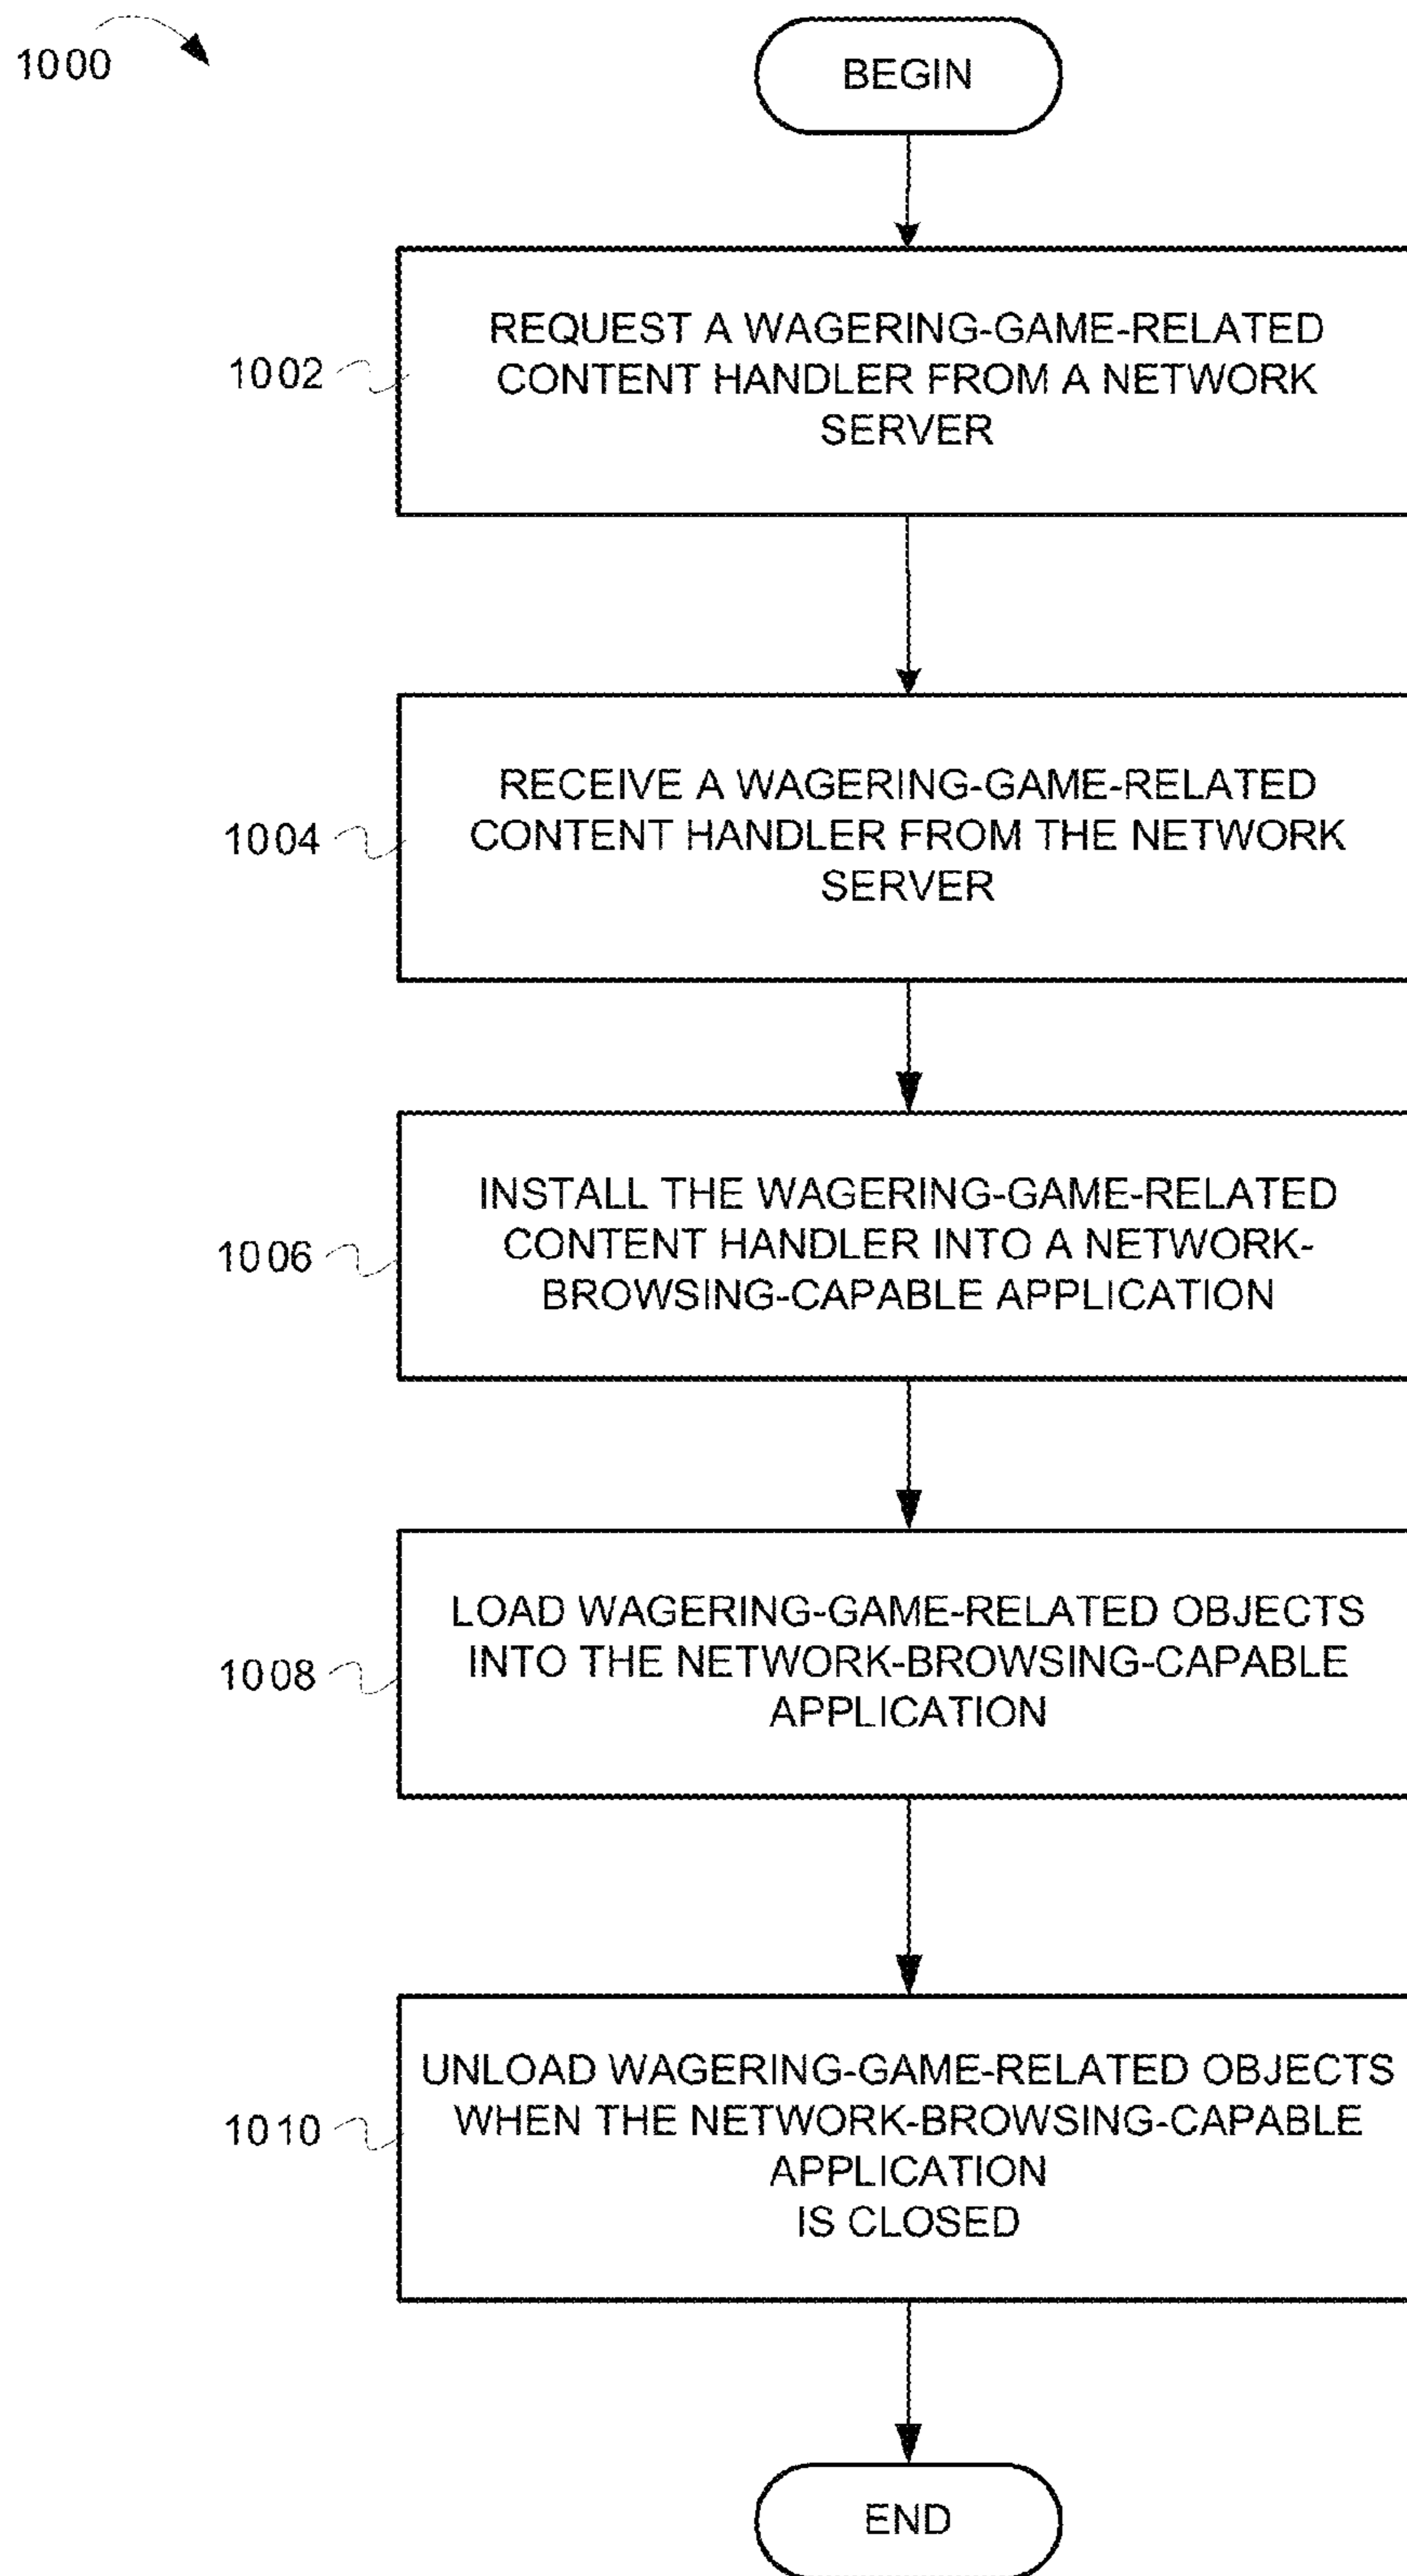 1000
BEGIN
1002
REQUEST A WAGERING-GAME-RELATED
CONTENT HANDLER FROM A NETWORK
SERVER
1004
RECEIVE A WAGERING-GAME-RELATED
CONTENT HANDLER FROM THE NETWORK
SERVER
1006
INSTALL THE WAGERING-GAME-RELATED
CONTENT HANDLER INTO A NETWORK-
BROWSING-CAPABLE APPLICATION
1008
LOAD WAGERING-GAME-RELATED OBJECTS
INTO THE NETWORK-BROWSING-CAPABLE
APPLICATION
1010
UNLOAD WAGERING-GAME-RELATED OBJECTS
WHEN THE NETWORK-BROWSING-CAPABLE
APPLICATION
IS CLOSED
END